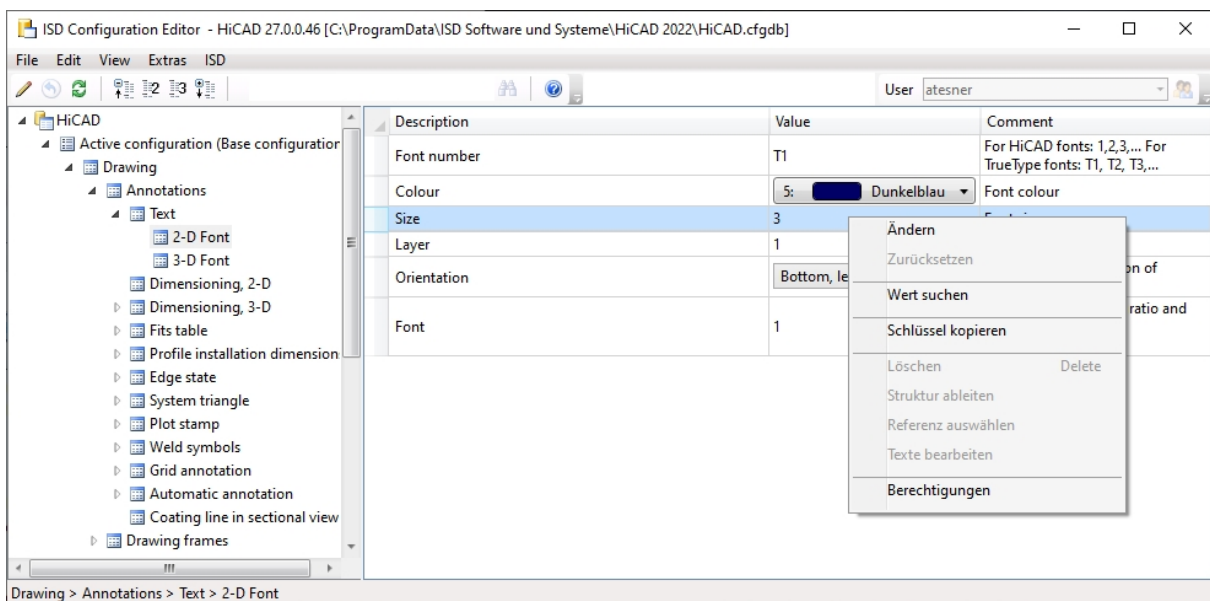 ISD Configuration Editor - HiCAD 27.0.0.46 [C:\ProgramData\ISD Software und Systeme\HiCAD 2022\HiCAD.cfgdb]
File Edit View Extras ISD
2 3 User atesner
HiCAD
Active configuration (Base configuration
Drawing
Annotations
Text
2-D Font
3-D Font
Dimensioning, 2-D
Dimensioning, 3-D
Fits table
Profile installation dimension
Edge state
System triangle
Plot stamp
Weld symbols
Grid annotation
Automatic annotation
Coating line in sectional view
Drawing frames
Description Value Comment
Font number T1 For HiCAD fonts: 1,2,3,... For
TrueType fonts: T1, T2, T3,...
Colour 5: Dunkelblau Font colour
Size 3
Layer 1
Orientation Bottom, le on of
Font 1 ratio and
Ändern
Zurücksetzen
Wert suchen
Schlüssel kopieren
Löschen Delete
Struktur ableiten
Referenz auswählen
Texte bearbeiten
Berechtigungen
Drawing > Annotations > Text > 2-D Font